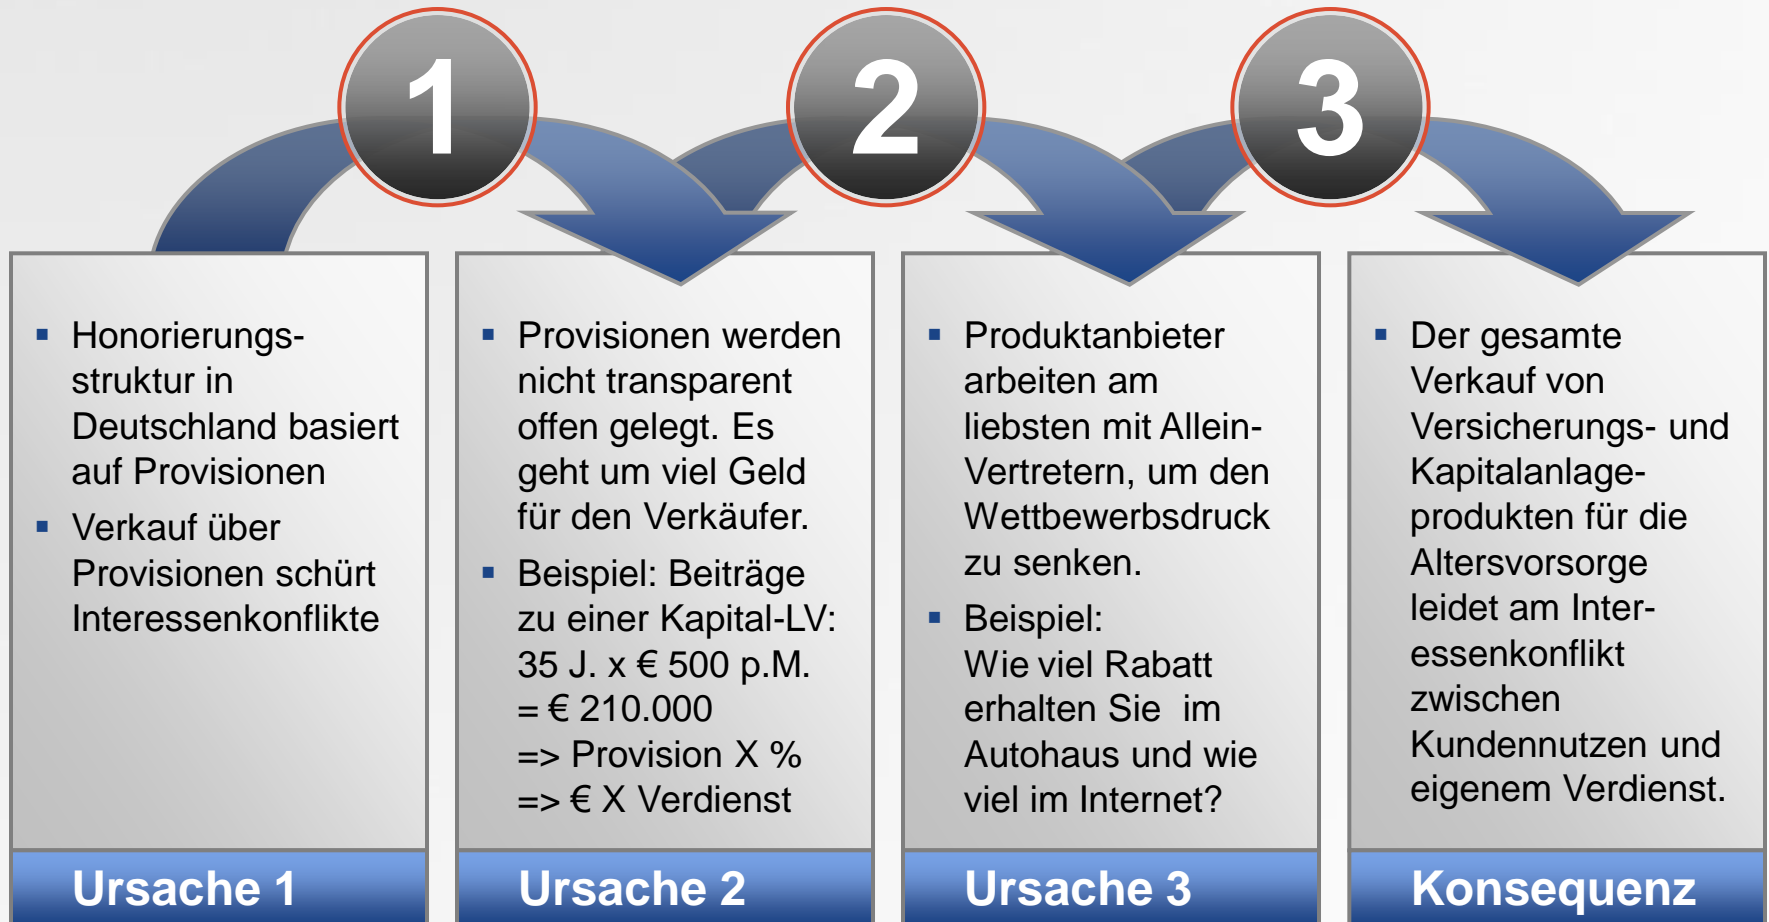 1
2
3
Honorierungs-
struktur in
Deutschland basiert
auf Provisionen
Verkauf über
Provisionen schürt
Interessenkonflikte
Ursache 1
Provisionen werden
nicht transparent
offen gelegt. Es
geht um viel Geld
für den Verkäufer.
Beispiel: Beiträge
zu einer Kapital-LV:
35 J. x € 500 p.M.
= € 210.000
=> Provision X %
=> € X Verdienst
Ursache 2
Produktanbieter
arbeiten am
liebsten mit Allein-
Vertretern, um den
Wettbewerbsdruck
zu senken.
Beispiel:
Wie viel Rabatt
erhalten Sie im
Autohaus und wie
viel im Internet?
Ursache 3
Der gesamte
Verkauf von
Versicherungs- und
Kapitalanlage-
produkten für die
Altersvorsorge
leidet am Inter-
essenkonflikt
zwischen
Kundennutzen und
eigenem Verdienst.
Konsequenz